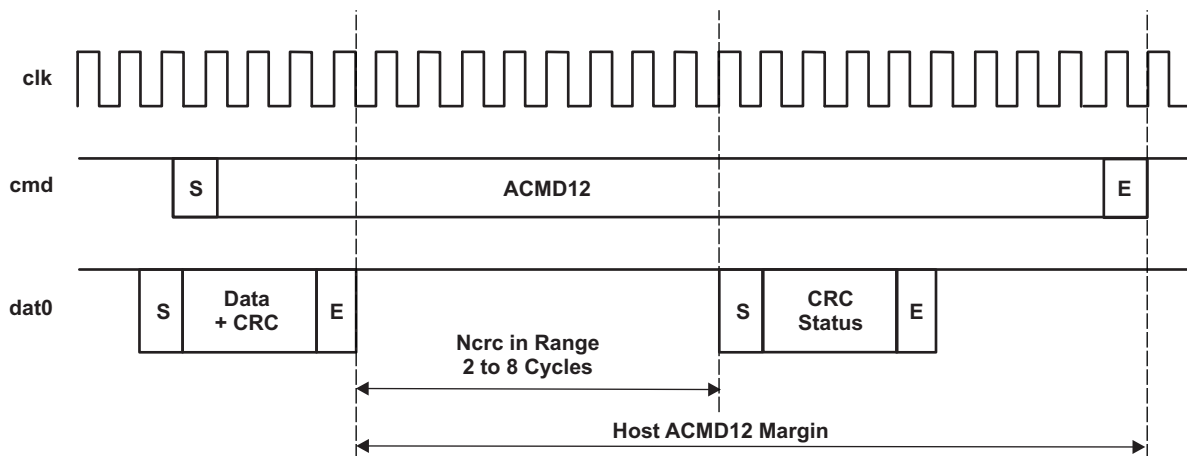 clk
cmd
S
ACMD12
E
dat0
S
Data
+ CRC
E
Ncrc in Range
2 to 8 Cycles
S
CRC
Status
E
Host ACMD12 Margin